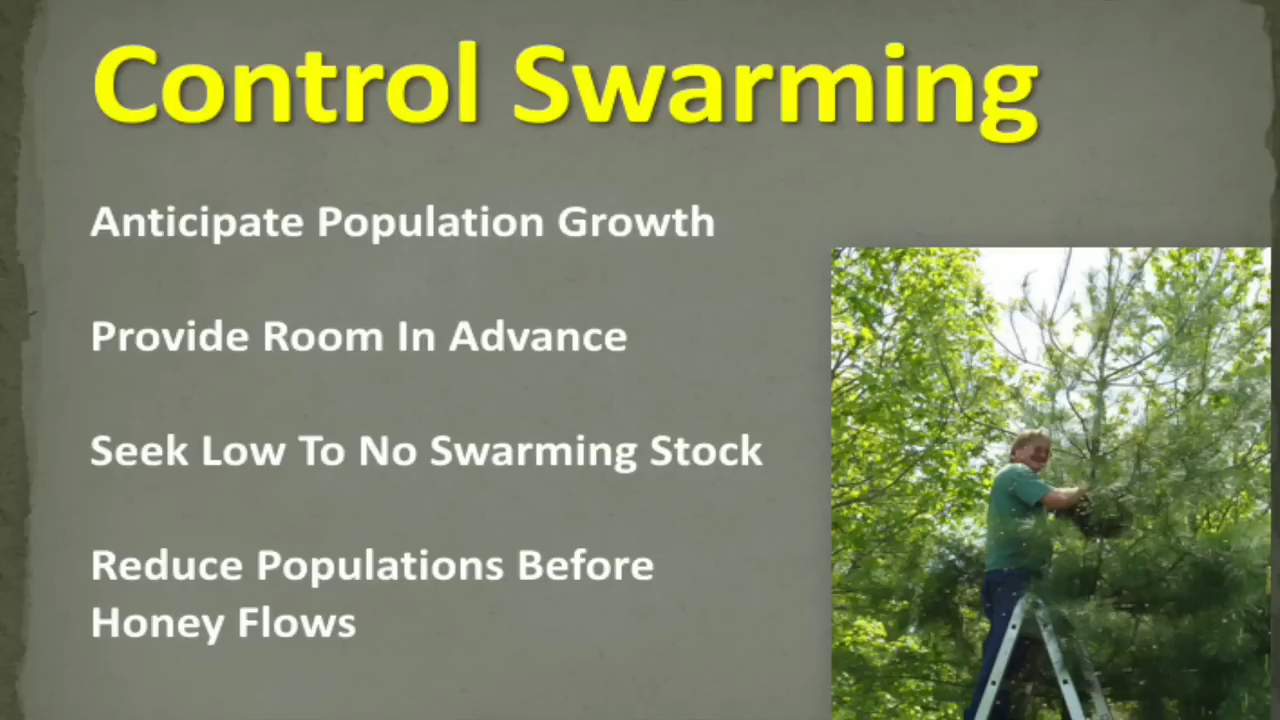 Control Swarming
Anticipate Population Growth
Provide Room In Advance
Seek Low To No Swarming Stock
Reduce Populations Before
Honey Flows